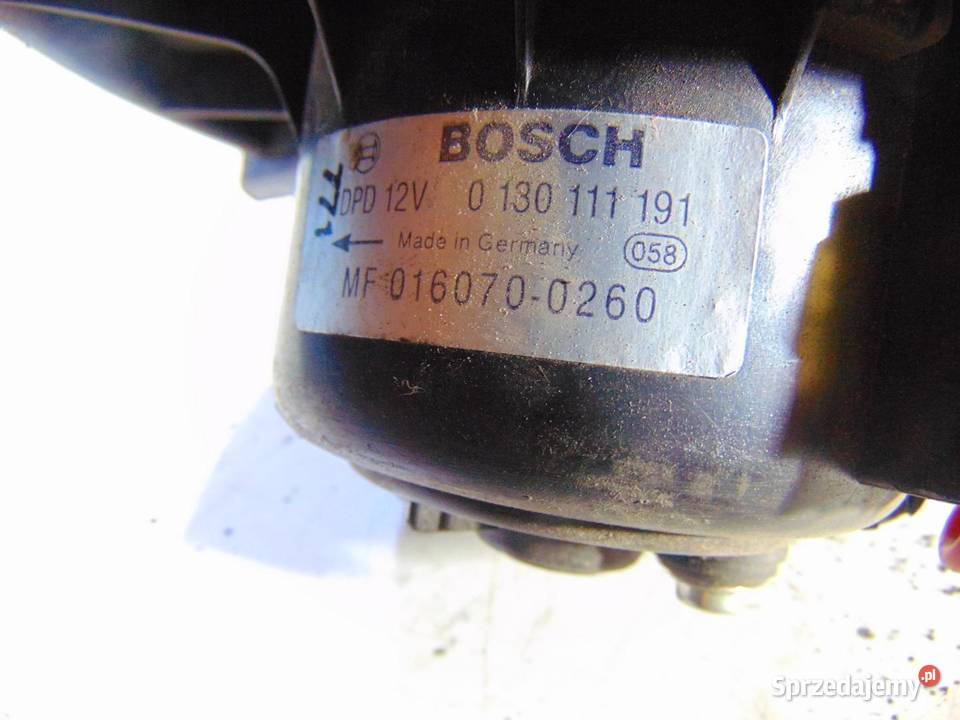 BOSCH
DPD 12V 0 130 111 191
Made in Germany 058
MF 016070-0260
Sprzedajemy.pl